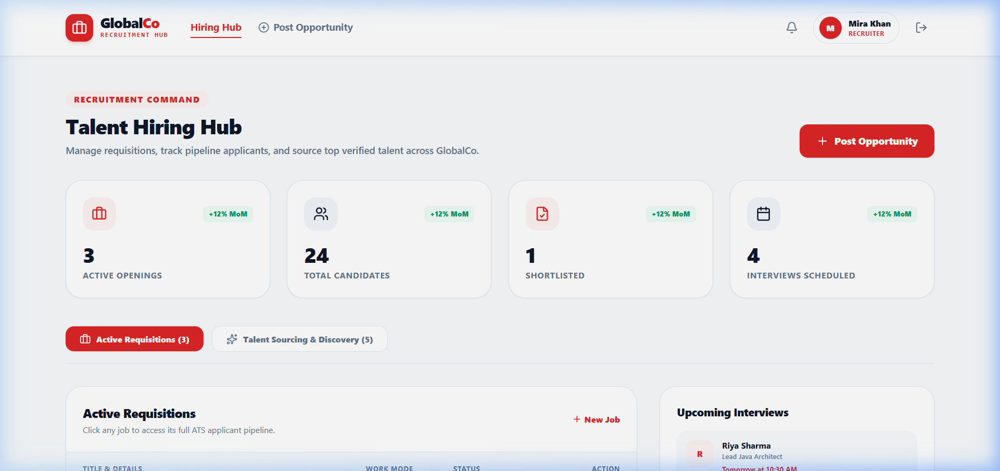 GlobalCo
RECRUITMENT HUB
Hiring Hub
Post Opportunity
M
Mira Khan
RECRUITER
RECRUITMENT COMMAND
Talent Hiring Hub
Manage requisitions, track pipeline applicants, and source top verified talent across GlobalCo.
+ Post Opportunity
+12% MoM
3
ACTIVE OPENINGS
+12% MoM
24
TOTAL CANDIDATES
+12% MoM
1
SHORTLISTED
+12% MoM
4
INTERVIEWS SCHEDULED
Active Requisitions (3)
Talent Sourcing & Discovery (5)
Active Requisitions
Click any job to access its full ATS applicant pipeline.
+ New Job
TITLE & DETAILS
WORK MODE
STATUS
ACTION
Upcoming Interviews
R
Riya Sharma
Lead Java Architect
Tomorrow at 10:30 AM